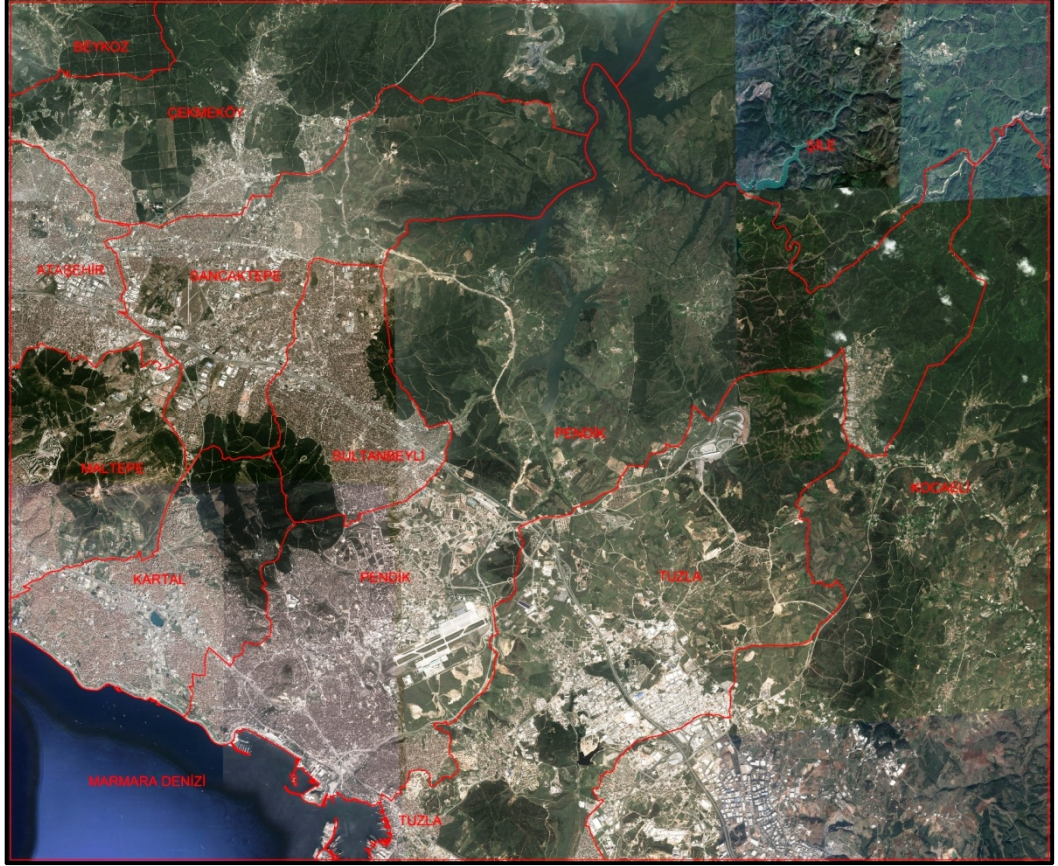 BEYKOZ
ÇEKMEKÖY
ŞİLE
ATAŞEHİR
SANCAKTEPE
PENDİK
SULTANBEYLİ
MALTEPE
KOCAELİ
KARTAL
PENDİK
TUZLA
MARMARA DENİZİ
TUZLA